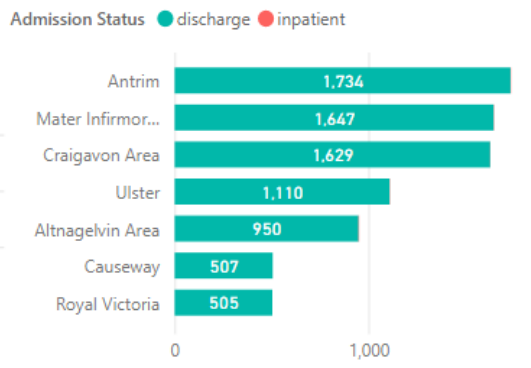 Admission Status discharge inpatient
Antrim 1,734
Mater Infirmor... 1,647
Craigavon Area 1,629
Ulster 1,110
Altnagelvin Area 950
Causeway 507
Royal Victoria 505
0 1,000